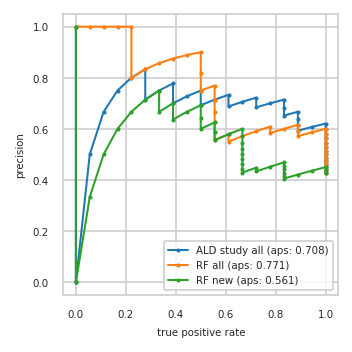 precision
1.0
0.8
0.6
0.4
0.2
0.0
0.0 0.2 0.4 0.6 0.8 1.0
true positive rate
ALD study all (aps: 0.708)
RF all (aps: 0.771)
RF new (aps: 0.561)